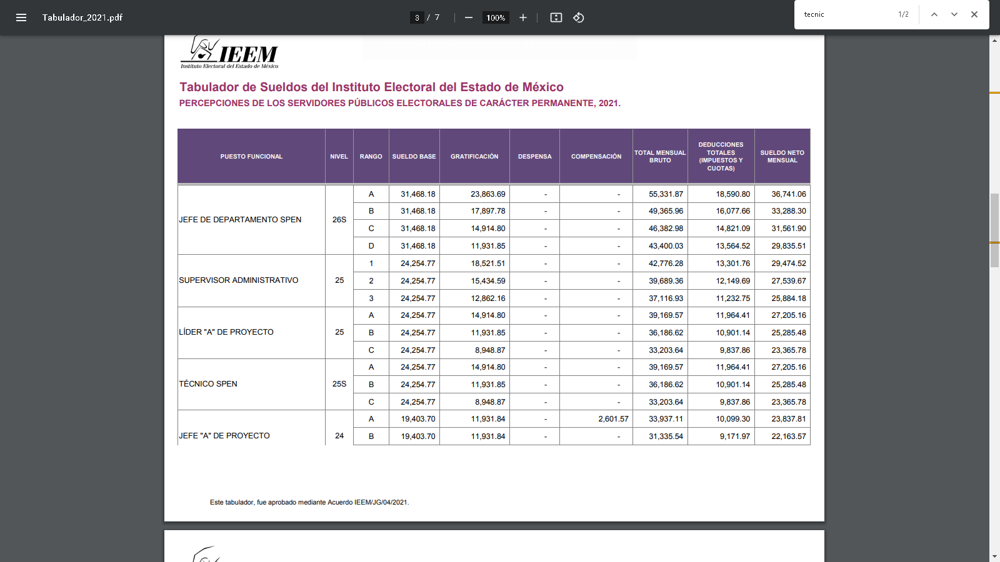 Tabulador_2021.pdf
3 / 7
100%
tecnic 1/2
IEEM
Instituto Electoral del Estado de México
Tabulador de Sueldos del Instituto Electoral del Estado de México
PERCEPCIONES DE LOS SERVIDORES PÚBLICOS ELECTORALES DE CARÁCTER PERMANENTE, 2021.
PUESTO FUNCIONAL NIVEL RANGO SUELDO BASE GRATIFICACIÓN DESPENSA COMPENSACIÓN TOTAL MENSUAL BRUTO DEDUCCIONES TOTALES (IMPUESTOS Y CUOTAS) SUELDO NETO MENSUAL
JEFE DE DEPARTAMENTO SPEN 26S
A 31,468.18 23,863.69 - - 55,331.87 18,590.80 36,741.06
B 31,468.18 17,897.78 - - 49,365.96 16,077.66 33,288.30
C 31,468.18 14,914.80 - - 46,382.98 14,821.09 31,561.90
D 31,468.18 11,931.85 - - 43,400.03 13,564.52 29,835.51
SUPERVISOR ADMINISTRATIVO 25
1 24,254.77 18,521.51 - - 42,776.28 13,301.76 29,474.52
2 24,254.77 15,434.59 - - 39,689.36 12,149.69 27,539.67
3 24,254.77 12,862.16 - - 37,116.93 11,232.75 25,884.18
LÍDER "A" DE PROYECTO 25
A 24,254.77 14,914.80 - - 39,169.57 11,964.41 27,205.16
B 24,254.77 11,931.85 - - 36,186.62 10,901.14 25,285.48
C 24,254.77 8,948.87 - - 33,203.64 9,837.86 23,365.78
TÉCNICO SPEN 25S
A 24,254.77 14,914.80 - - 39,169.57 11,964.41 27,205.16
B 24,254.77 11,931.85 - - 36,186.62 10,901.14 25,285.48
C 24,254.77 8,948.87 - - 33,203.64 9,837.86 23,365.78
JEFE "A" DE PROYECTO 24
A 19,403.70 11,931.84 - 2,601.57 33,937.11 10,099.30 23,837.81
B 19,403.70 11,931.84 - - 31,335.54 9,171.97 22,163.57
Este tabulador, fue aprobado mediante Acuerdo IEEM/JG/04/2021.